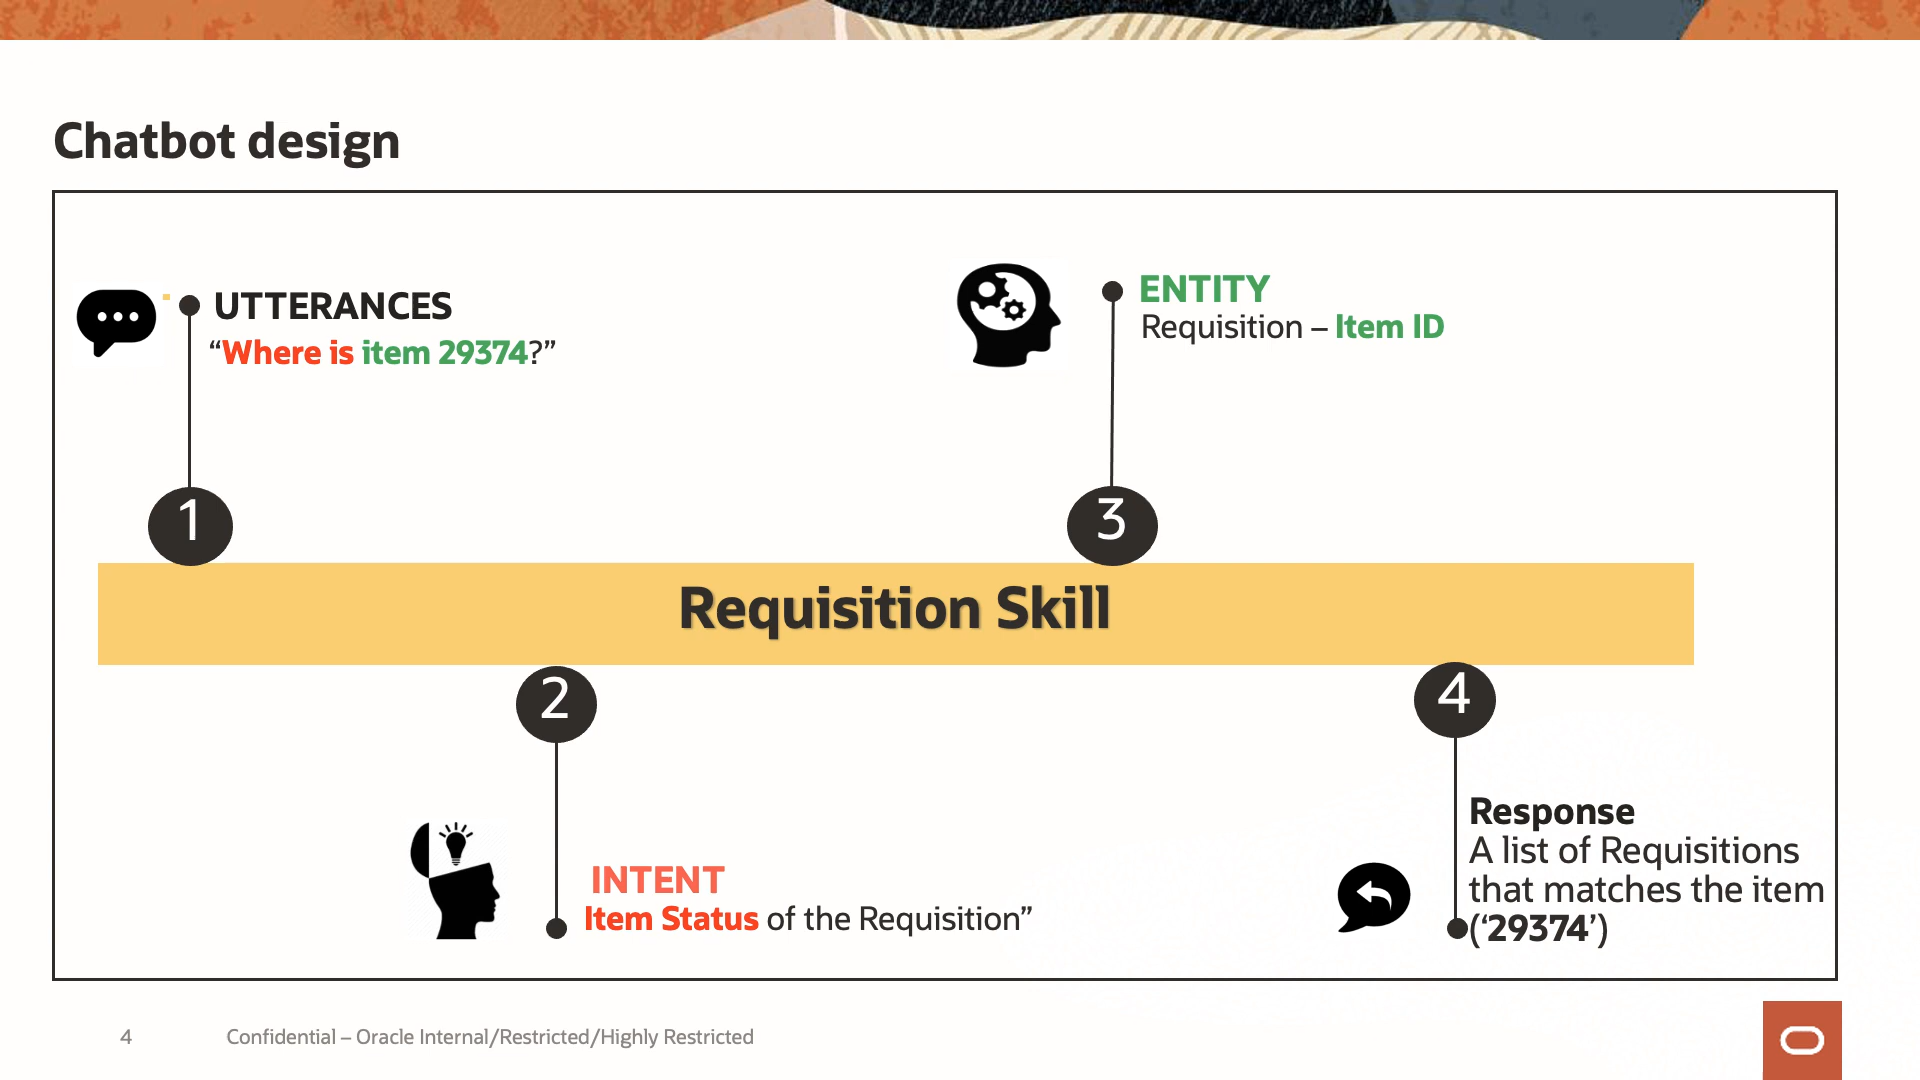 Chatbot design
UTTERANCES
“Where is item 29374?”
ENTITY
Requisition – Item ID
1
3
Requisition Skill
2
4
INTENT
Item Status of the Requisition”
Response
A list of Requisitions
that matches the item
(‘29374’)
4
Confidential – Oracle Internal/Restricted/Highly Restricted